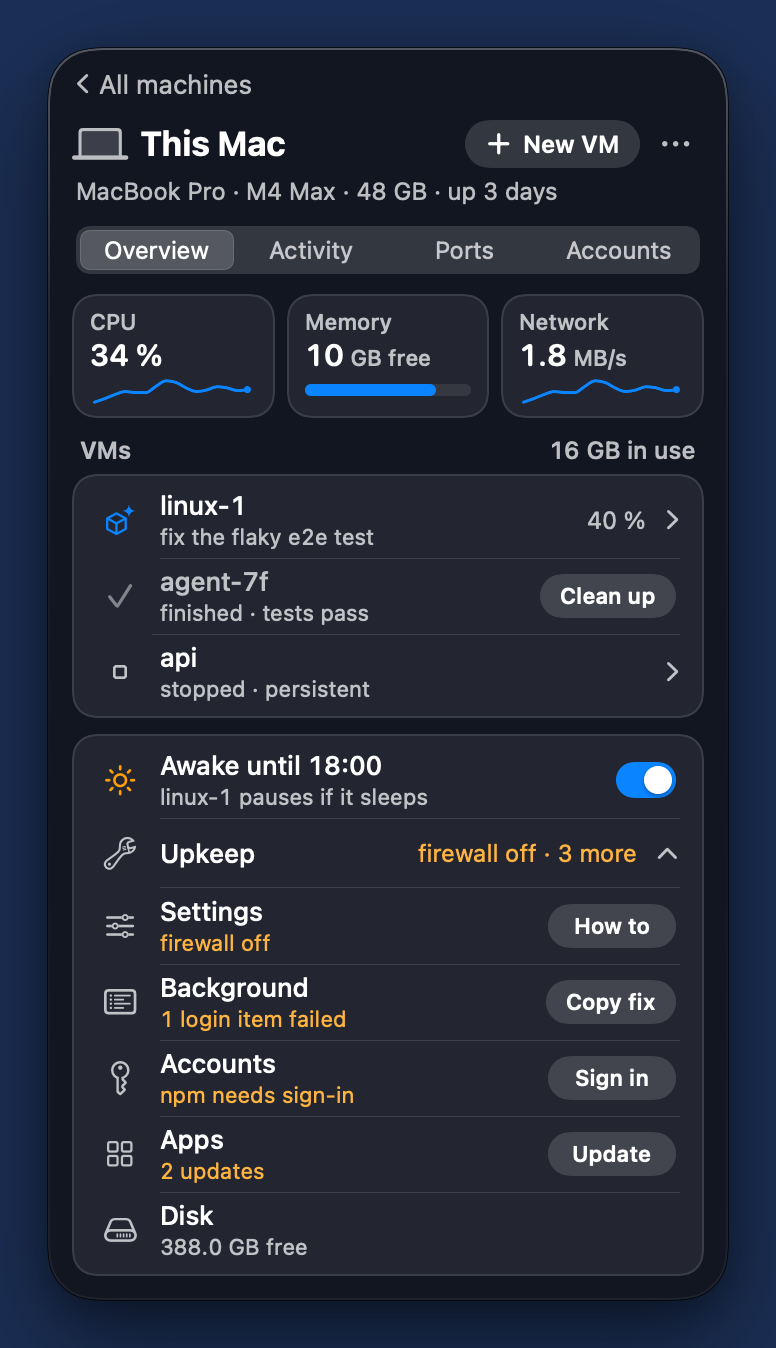 All machines
This Mac
New VM
MacBook Pro · M4 Max · 48 GB · up 3 days
Overview Activity Ports Accounts
CPU
34 %
Memory
10 GB free
Network
1.8 MB/s
VMs 16 GB in use
linux-1
fix the flaky e2e test
40 %
agent-7f
finished · tests pass
Clean up
api
stopped · persistent
Awake until 18:00
linux-1 pauses if it sleeps
Upkeep firewall off · 3 more
Settings
firewall off
How to
Background
1 login item failed
Copy fix
Accounts
npm needs sign-in
Sign in
Apps
2 updates
Update
Disk
388.0 GB free